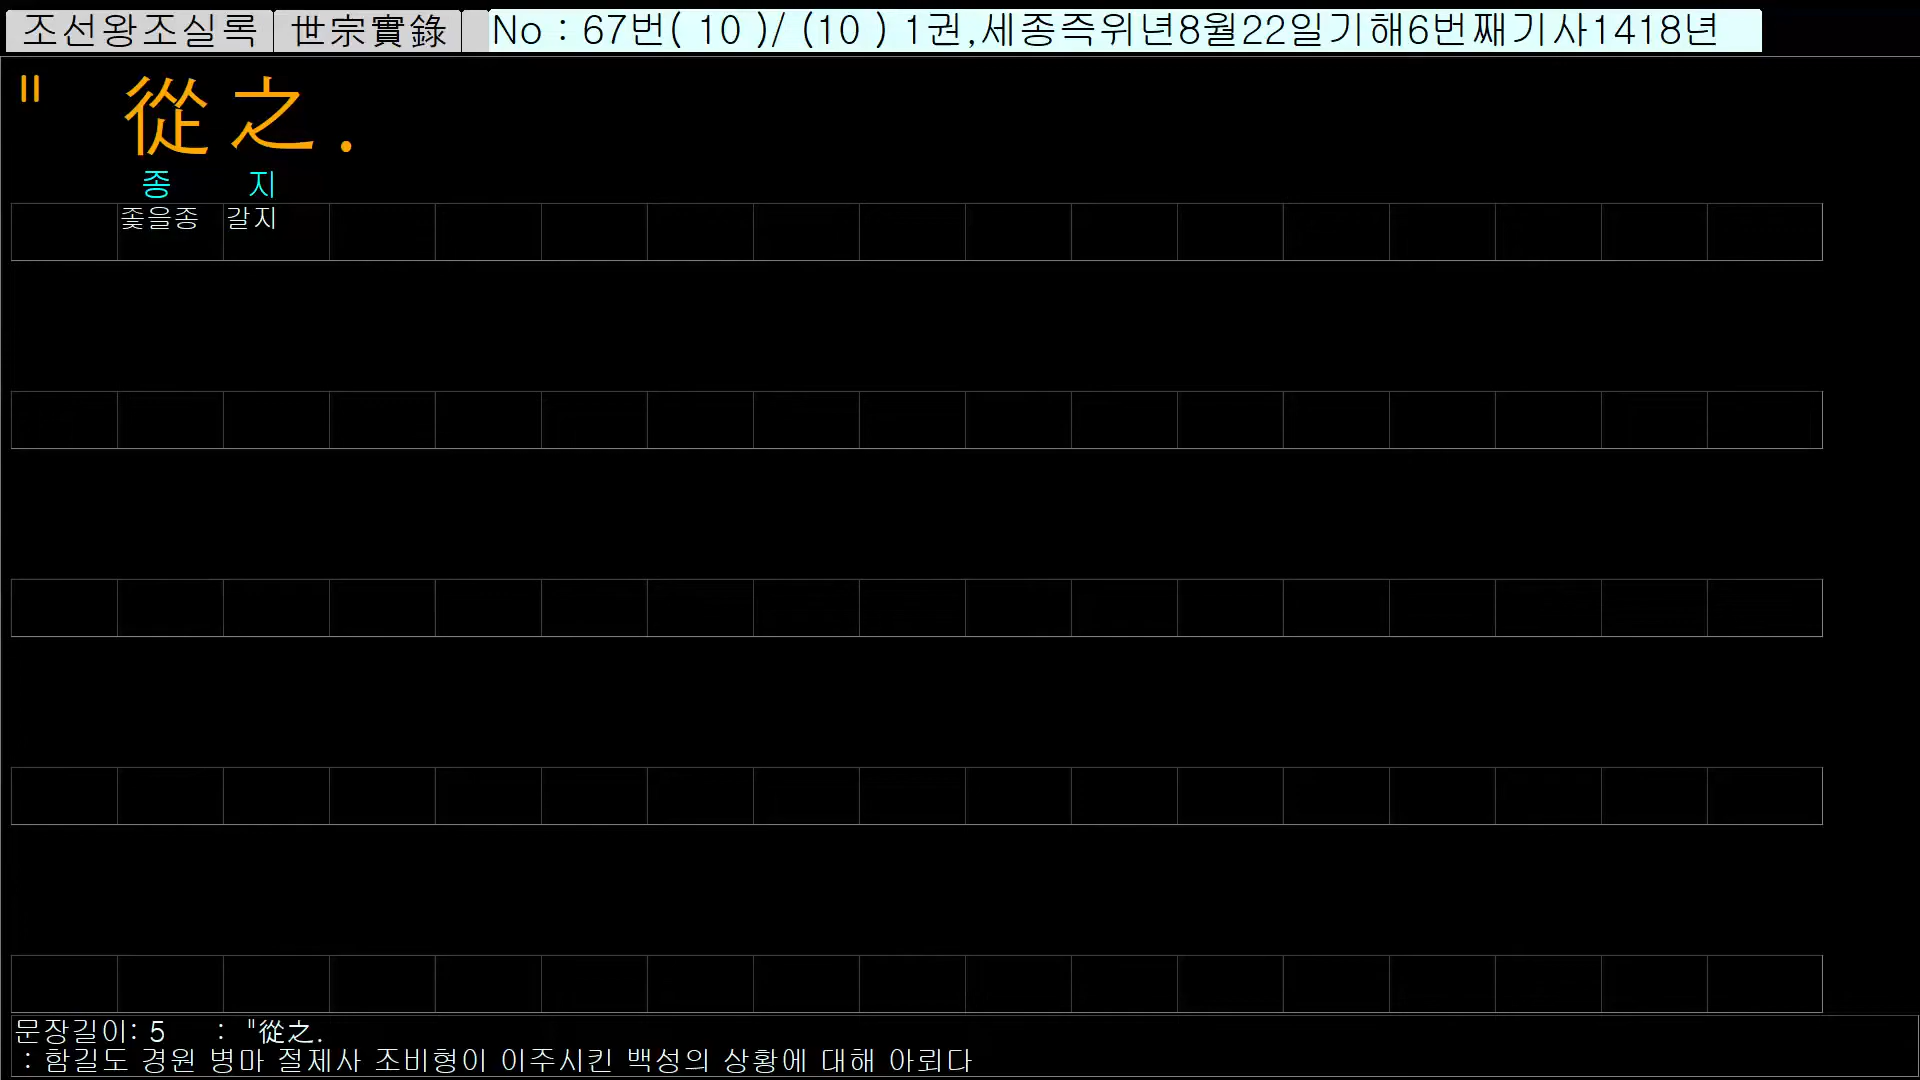 조선왕조실록 世宗實錄 No : 67번( 10 )/ (10 ) 1권,세종즉위년8월22일기해6번째기사1418년
" 從之.
종 지
좇을종 갈지
문장길이: 5 : "從之.
: 함길도 경원 병마 절제사 조비형이 이주시킨 백성의 상황에 대해 아뢰다